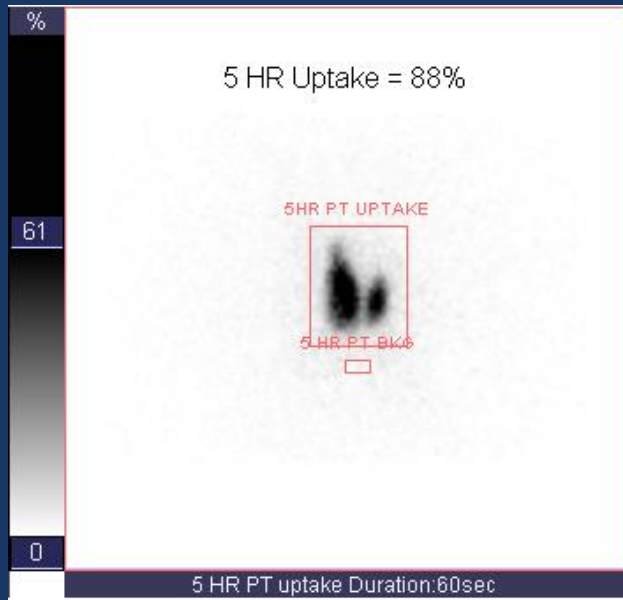 %
5 HR Uptake = 88%
5HR PT UPTAKE
61
5 HR PT BKG
0
5 HR PT uptake Duration:60sec